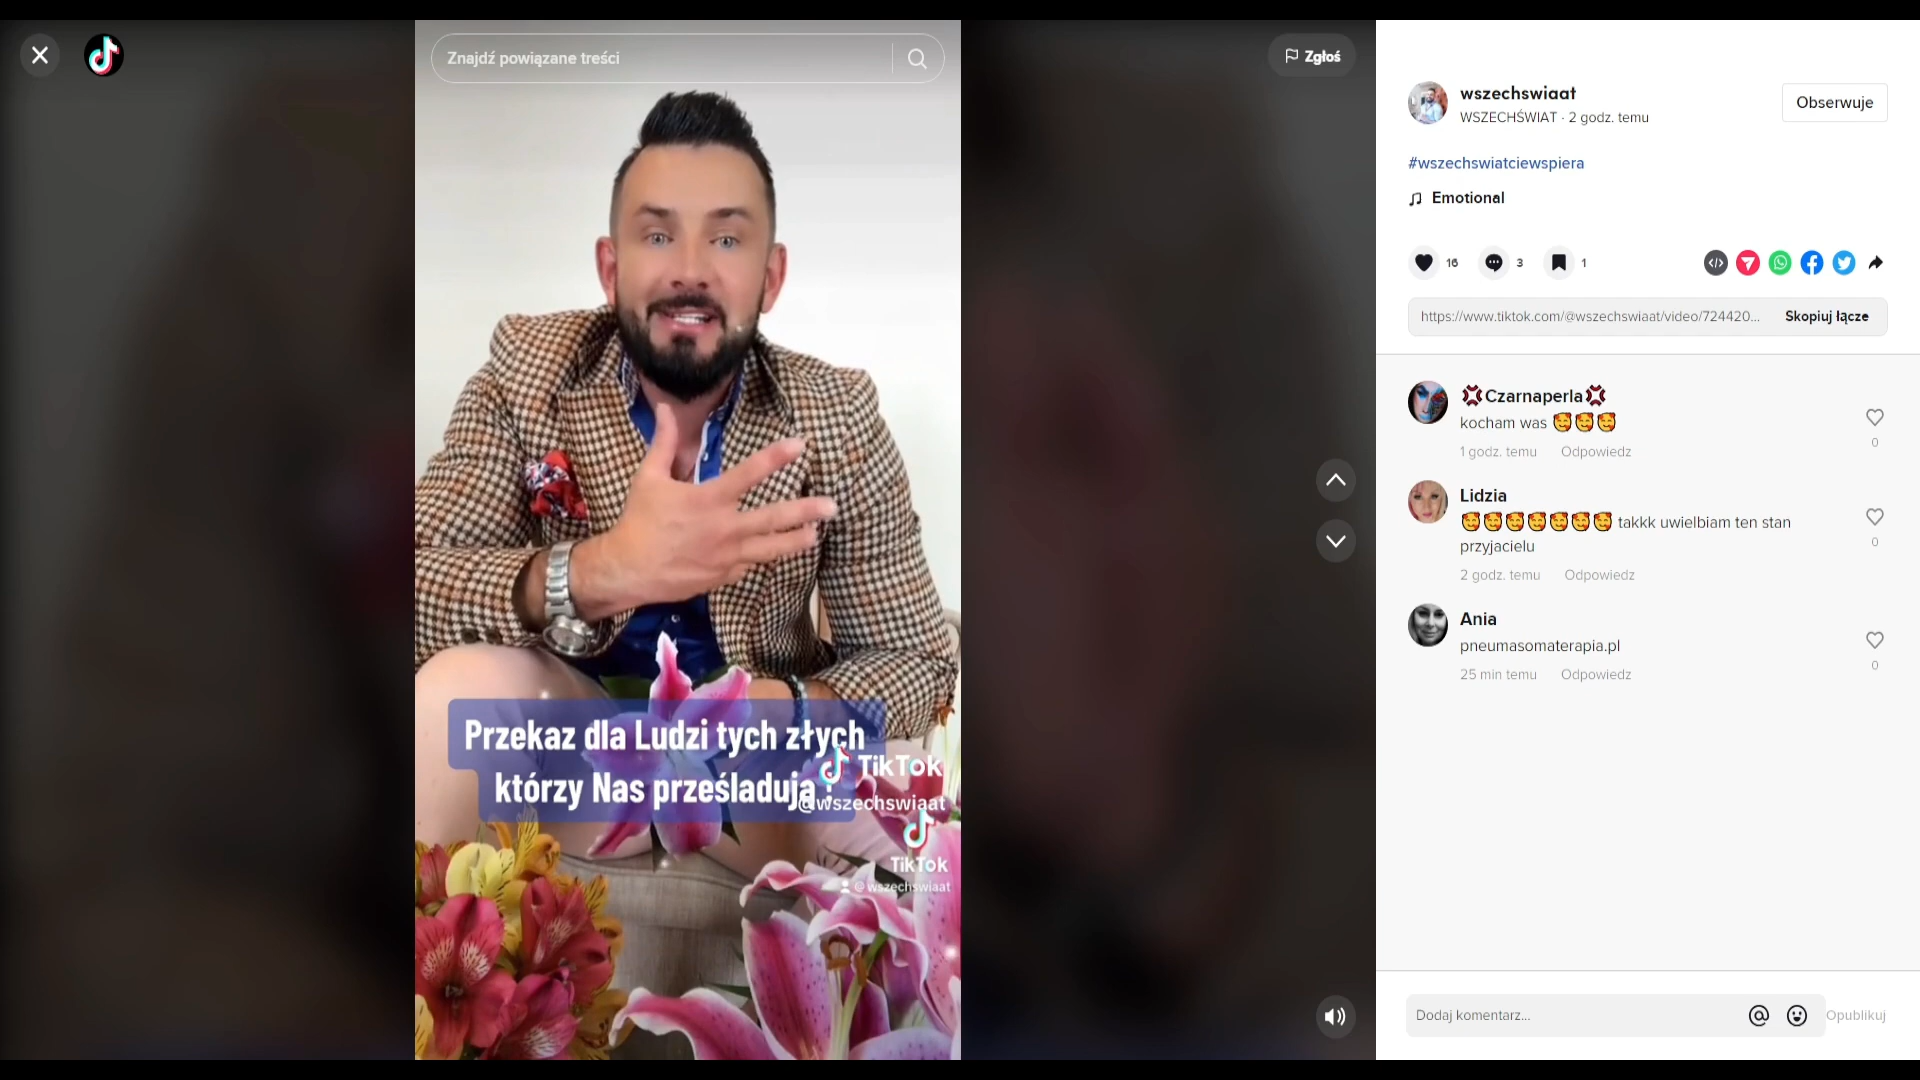 Znajdź powiązane treści
Zgłoś
Przekaz dla Ludzi tych złych
którzy Nas prześladują !
TikTok
@wszechswiaat
TikTok
@wszechswiaat
wszechswiaat
WSZECHŚWIAT · 2 godz. temu
Obserwuje
#wszechswiatciewspiera
Emotional
16
3
1
https://www.tiktok.com/@wszechswiaat/video/724420...
Skopiuj łącze
💢Czarnaperla💢
kocham was 🥰🥰🥰
0
1 godz. temu Odpowiedz
Lidzia
🥰🥰🥰🥰🥰🥰🥰 takkk uwielbiam ten stan
przyjacielu
0
2 godz. temu Odpowiedz
Ania
pneumasomaterapia.pl
0
25 min temu Odpowiedz
Dodaj komentarz...
Opublikuj